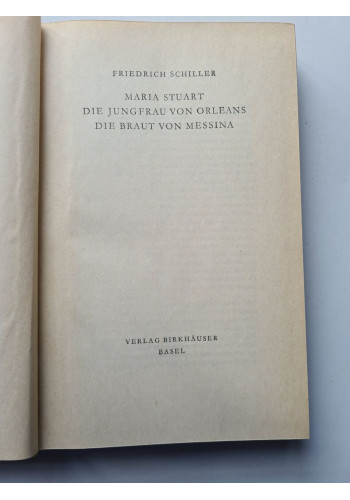 FRIEDRICH SCHILLER
MARIA STUART
DIE JUNGFRAU VON ORLEANS
DIE BRAUT VON MESSINA
VERLAG BIRKHÄUSER
BASEL